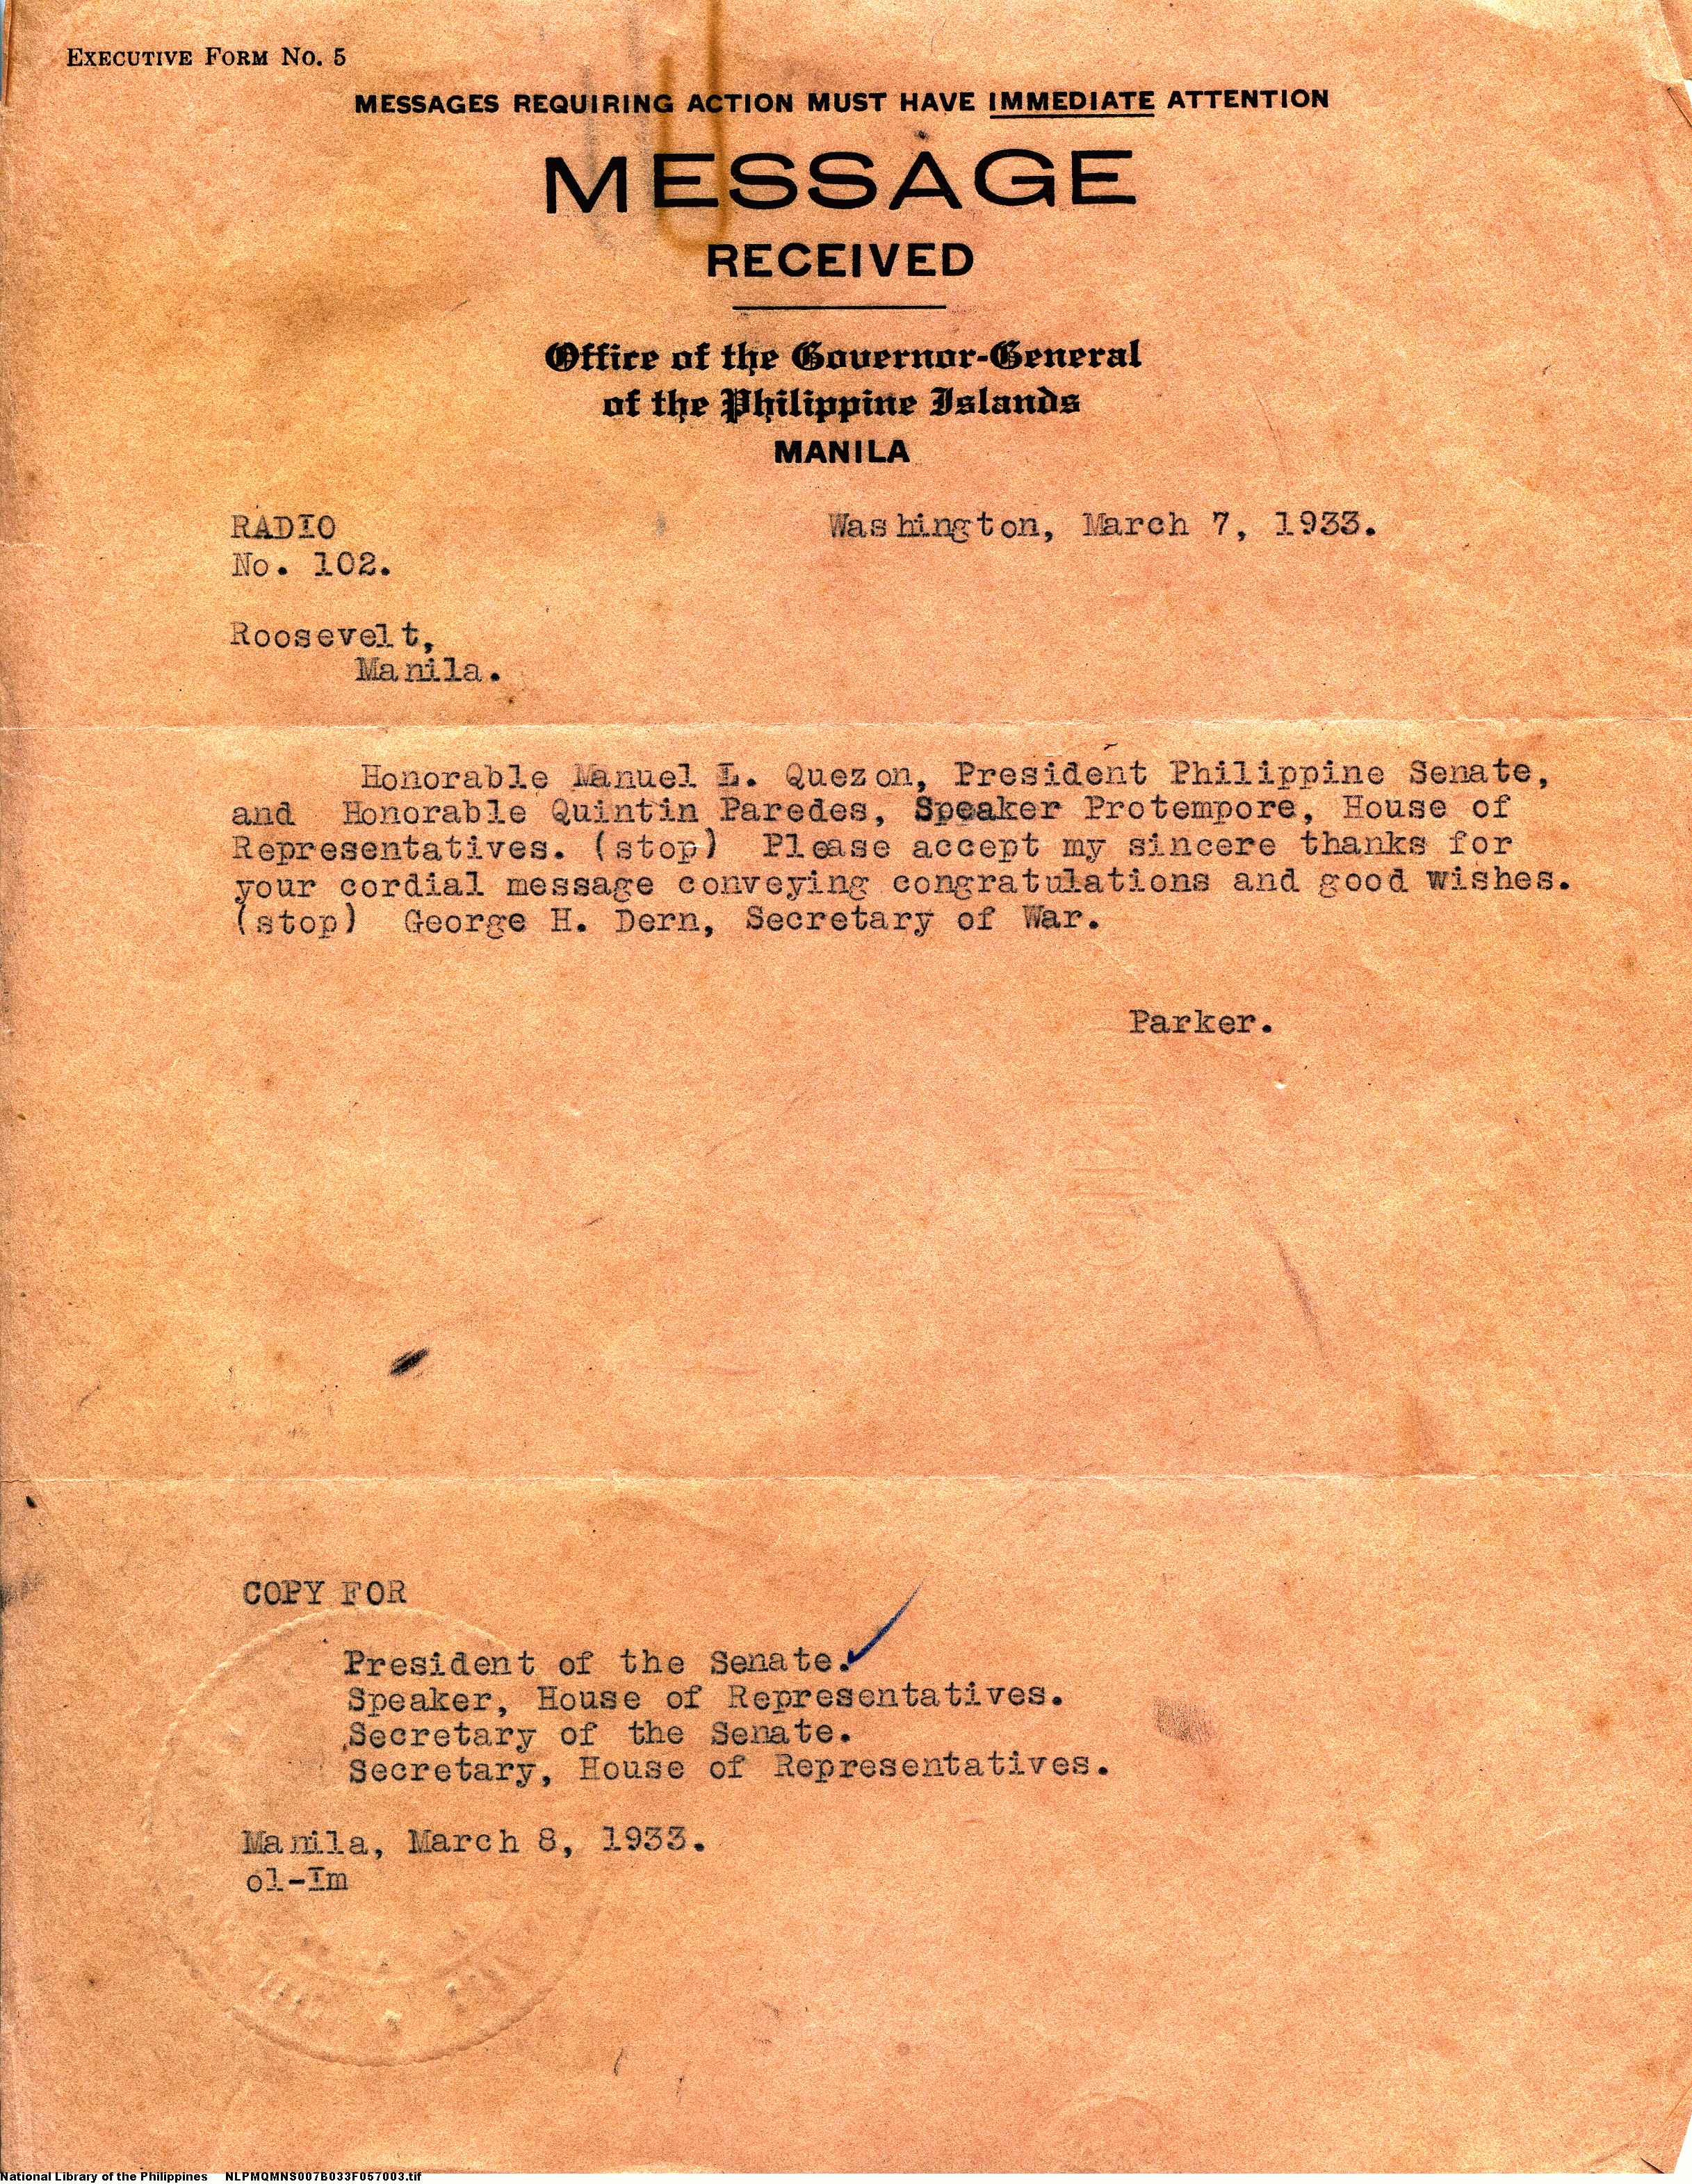 EXECUTIVE FORM NO. 5
MESSAGES REQUIRING ACTION MUST HAVE IMMEDIATE ATTENTION
MESSAGE
RECEIVED
Office of the Governor-General
of the Philippine Islands
MANILA
RADIO Washington, March 7, 1933.
No. 102.
Roosevelt,
Manila.
Honorable Manuel L. Quezon, President Philippine Senate,
and Honorable Quintin Paredes, Speaker Protempore, House of
Representatives. (stop) Please accept my sincere thanks for
your cordial message conveying congratulations and good wishes.
(stop) George H. Dern, Secretary of War.
Parker.
COPY FOR
President of the Senate.
Speaker, House of Representatives.
Secretary of the Senate.
Secretary, House of Representatives.
Manila, March 8, 1933.
ol-Im
National Library of the Philippines NLPMQMNS007B033F057003.tif